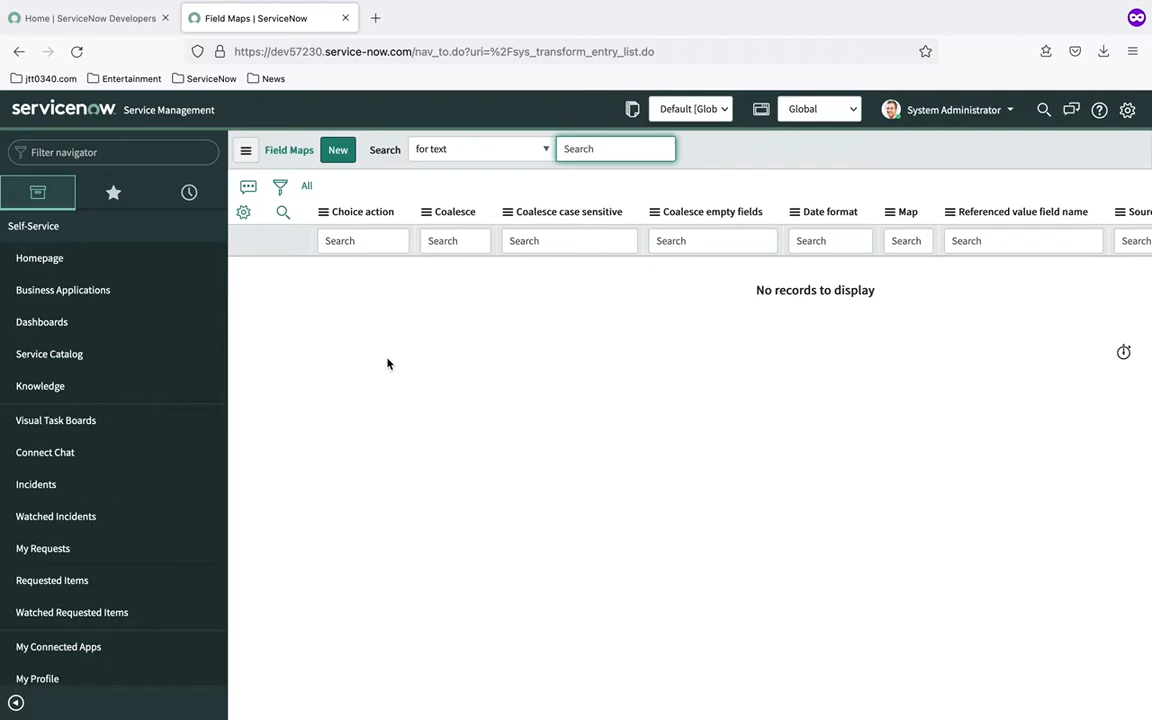 Home | ServiceNow Developers
Field Maps | ServiceNow
https://dev57230.service-now.com/nav_to.do?uri=%2Fsys_transform_entry_list.do
jtt0340.com
Entertainment
ServiceNow
News
servicenow Service Management
Default [Glob
Global
System Administrator
Filter navigator
Field Maps
New
Search
for text
Search
All
Choice action
Coalesce
Coalesce case sensitive
Coalesce empty fields
Date format
Map
Referenced value field name
Sour
Search
Search
Search
Search
Search
Search
Search
Search
No records to display
Self-Service
Homepage
Business Applications
Dashboards
Service Catalog
Knowledge
Visual Task Boards
Connect Chat
Incidents
Watched Incidents
My Requests
Requested Items
Watched Requested Items
My Connected Apps
My Profile